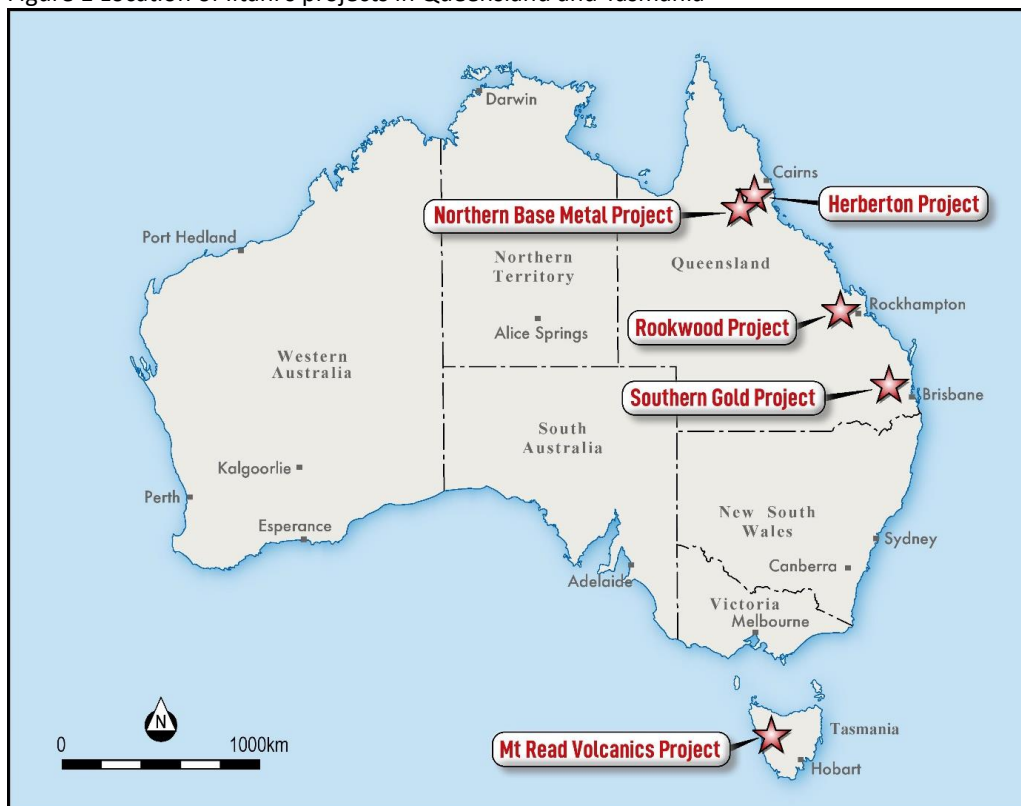 Darwin
Cairns
Herberton Project
Northern Base Metal Project
Port Hedland
Northern
Territory
Queensland
Rockhampton
Rookwood Project
Alice Springs
Western
Australia
Southern Gold Project
Brisbane
South
Australia
Kalgoorlie
Perth
New South
Wales
Esperance
Sydney
Canberra
Adelaide
Victoria
Melbourne
N
0 1000km
Tasmania
Mt Read Volcanics Project
Hobart